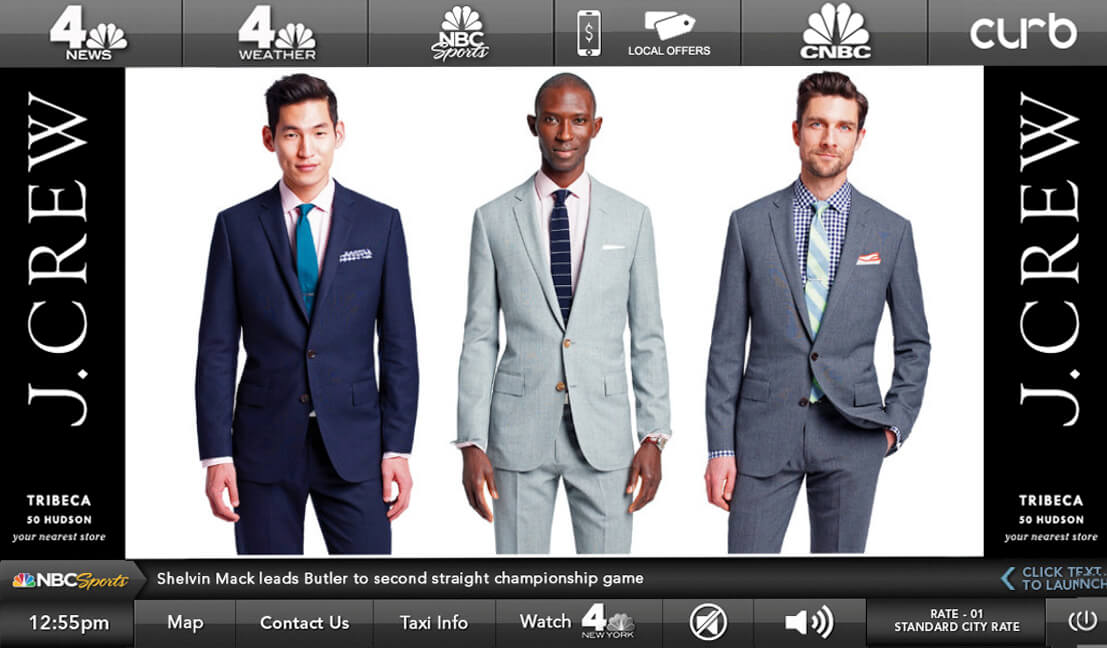 4
NEWS
4
WEATHER
NBC
Sports
$
LOCAL OFFERS
CNBC
curb
J.CREW
TRIBECA
50 HUDSON
your nearest store
J.CREW
TRIBECA
50 HUDSON
your nearest store
NBC Sports
Shelvin Mack leads Butler to second straight championship game
CLICK TEXT
TO LAUNCH
12:55pm
Map
Contact Us
Taxi Info
Watch 4
NEW YORK
RATE - 01
STANDARD CITY RATE